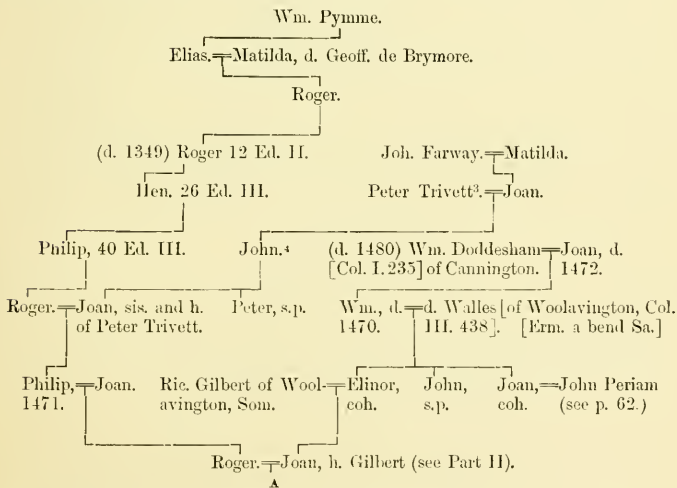 Wm. Pymme.
Elias.=Matilda, d. Geoff. de Brymore.
Roger.
(d. 1349) Roger 12 Ed. II. Joh. Farway.=Matilda.
Hen. 26 Ed. III. Peter Trivett³.=Joan.
Philip, 40 Ed. III. John.⁴ (d. 1480) Wm. Doddesham=Joan, d.
[Col. I. 235] of Cannington. 1472.
Roger.=Joan, sis. and h. Peter, s.p. Wm., d.=d. Walles [of Woolavington, Col.
of Peter Trivett. 1470. III. 438]. [Erm. a bend Sa.]
Philip,=Joan. Ric. Gilbert of Wool-=Elinor, John, Joan,=John Periam
1471. avington, Som. coh. s.p. coh. (see p. 62.)
Roger.=Joan, h. Gilbert (see Part II).
A